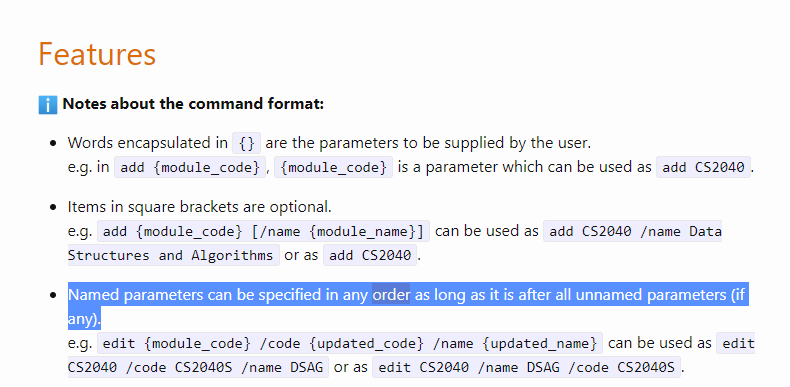 Features
Notes about the command format:
Words encapsulated in {} are the parameters to be supplied by the user.
e.g. in add {module_code}, {module_code} is a parameter which can be used as add CS2040.
Items in square brackets are optional.
e.g. add {module_code} [/name {module_name}] can be used as add CS2040 /name Data
Structures and Algorithms or as add CS2040.
Named parameters can be specified in any order as long as it is after all unnamed parameters (if
any).
e.g. edit {module_code} /code {updated_code} /name {updated_name} can be used as edit
CS2040 /code CS2040S /name DSAG or as edit CS2040 /name DSAG /code CS2040S.